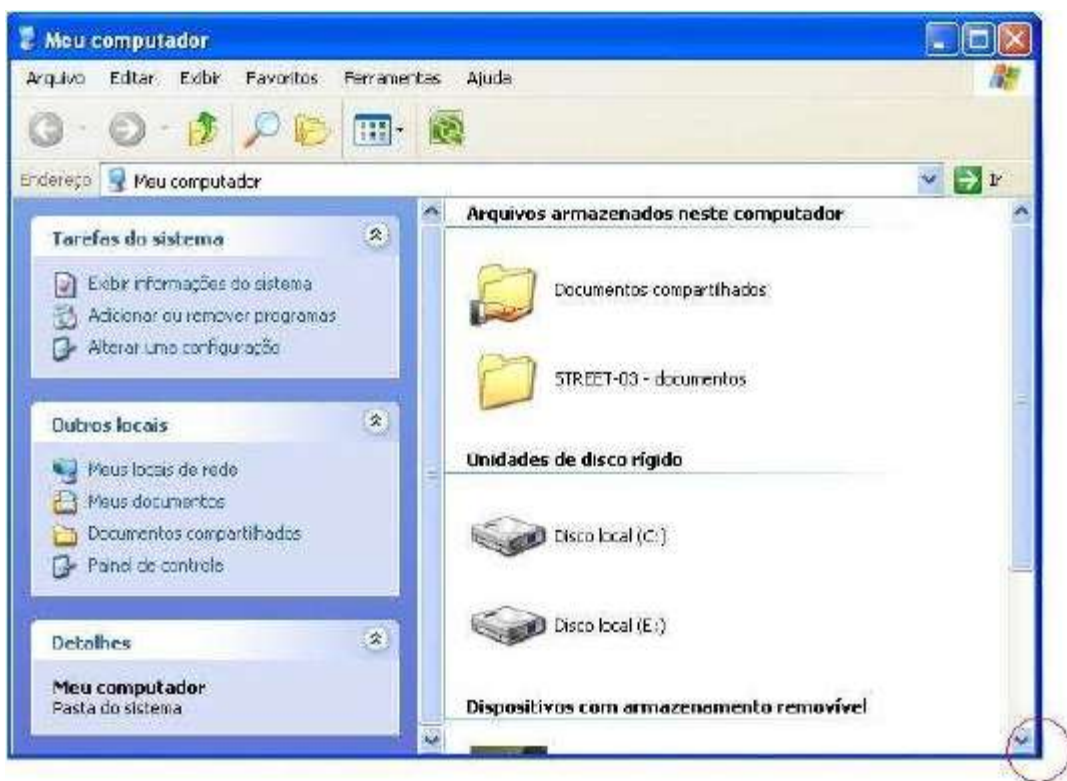 Meu computador
Arquivo Editar Exibir Favoritos Ferramentas Ajuda
Endereço Meu computador Ir
Tarefas do sistema
Exibir informações do sistema
Adicionar ou remover programas
Alterar uma configuração
Outros locais
Meus locais de rede
Meus documentos
Documentos compartilhados
Painel de controle
Detalhes
Meu computador
Pasta do sistema
Arquivos armazenados neste computador
Documentos compartilhados
STREET-03 - documentos
Unidades de disco rígido
Disco local (C:)
Disco local (E:)
Dispositivos com armazenamento removível